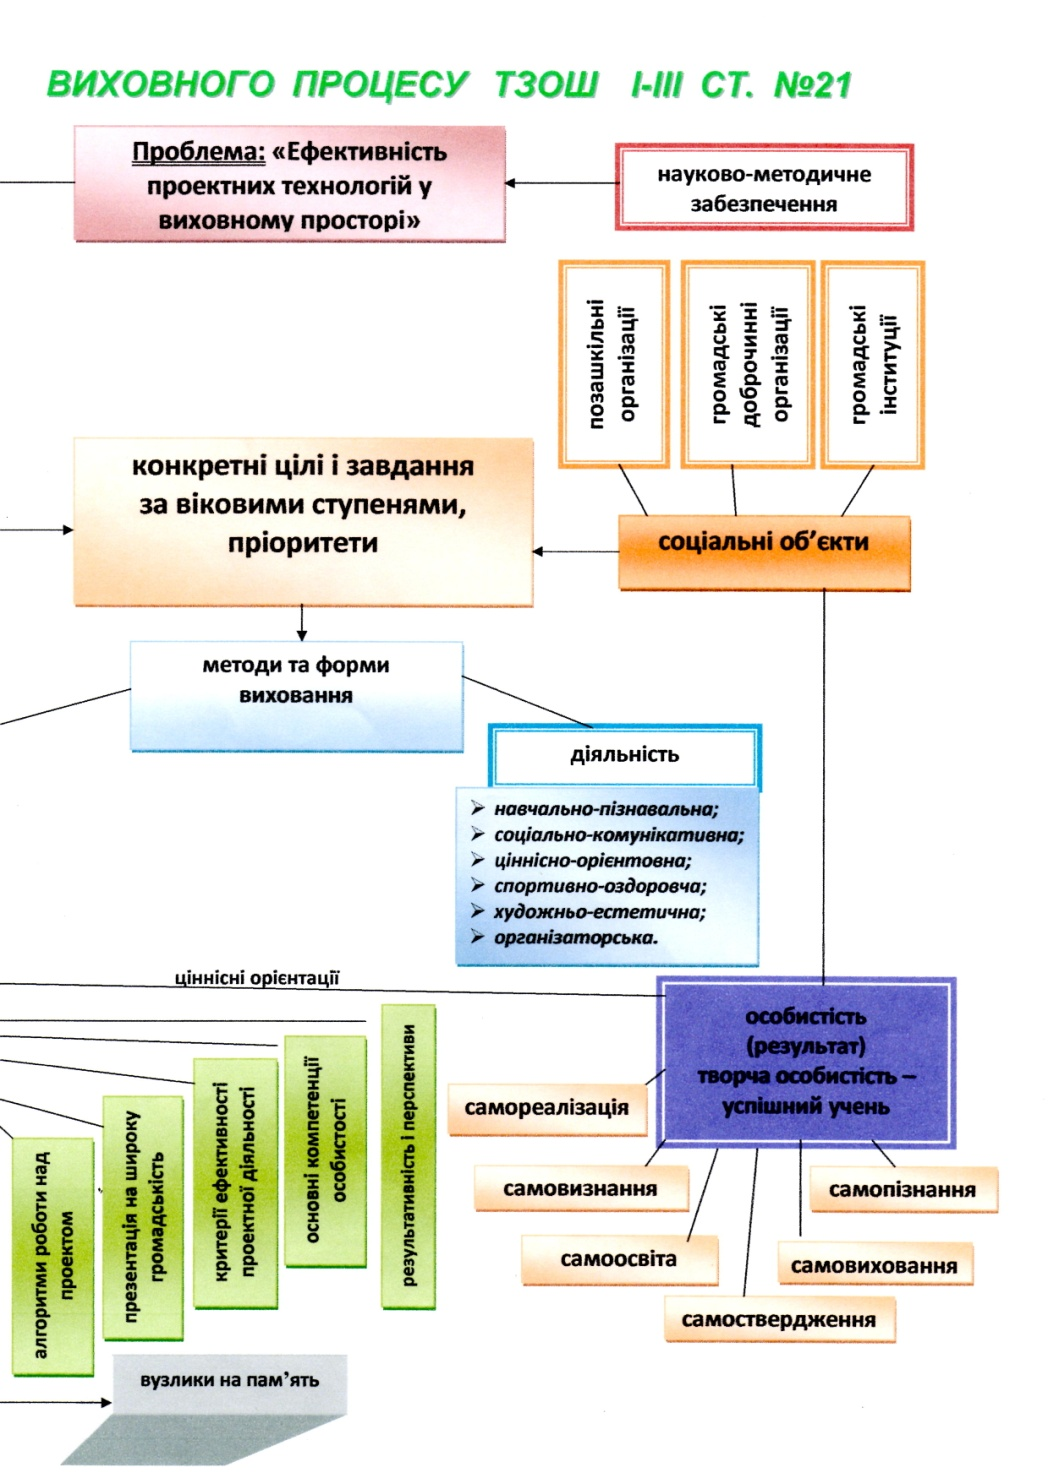 ВИХОВНОГО ПРОЦЕСУ ТЗОШ І-ІІІ СТ. №21
Проблема: «Ефективність
проектних технологій у
виховному просторі»
науково-методичне
забезпечення
позашкільні
організації
громадські
доброчинні
організації
громадські
інституції
конкретні цілі і завдання
за віковими ступенями,
пріоритети
соціальні об’єкти
методи та форми
виховання
діяльність
➢ навчально-пізнавальна;
➢ соціально-комунікативна;
➢ ціннісно-орієнтовна;
➢ спортивно-оздоровча;
➢ художньо-естетична;
➢ організаторська.
ціннісні орієнтації
особистість
(результат)
творча особистість –
успішний учень
алгоритми роботи над
проектом
презентація на широку
громадськість
критерії ефективності
проектної діяльності
основні компетенції
особистості
результативність і перспективи
самореалізація
самовизнання
самопізнання
самоосвіта
самовиховання
самоствердження
вузлики на пам’ять